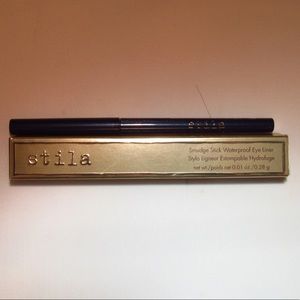 stila
stila
Smudge Stick Waterproof Eye Liner
Stylo Ligneur Estompable Hydrofuge
net wt./poids net 0.01 oz./0.28 g